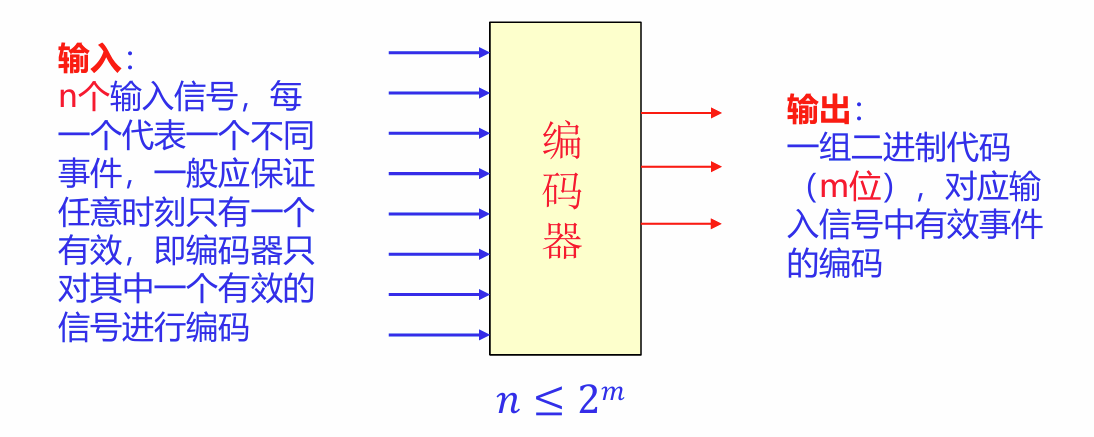 输入：
n个输入信号，每
一个代表一个不同
事件，一般应保证
任意时刻只有一个
有效，即编码器只
对其中一个有效的
信号进行编码
编
码
器
n ≤ 2ᵐ
输出：
一组二进制代码
（m位），对应输
入信号中有效事件
的编码